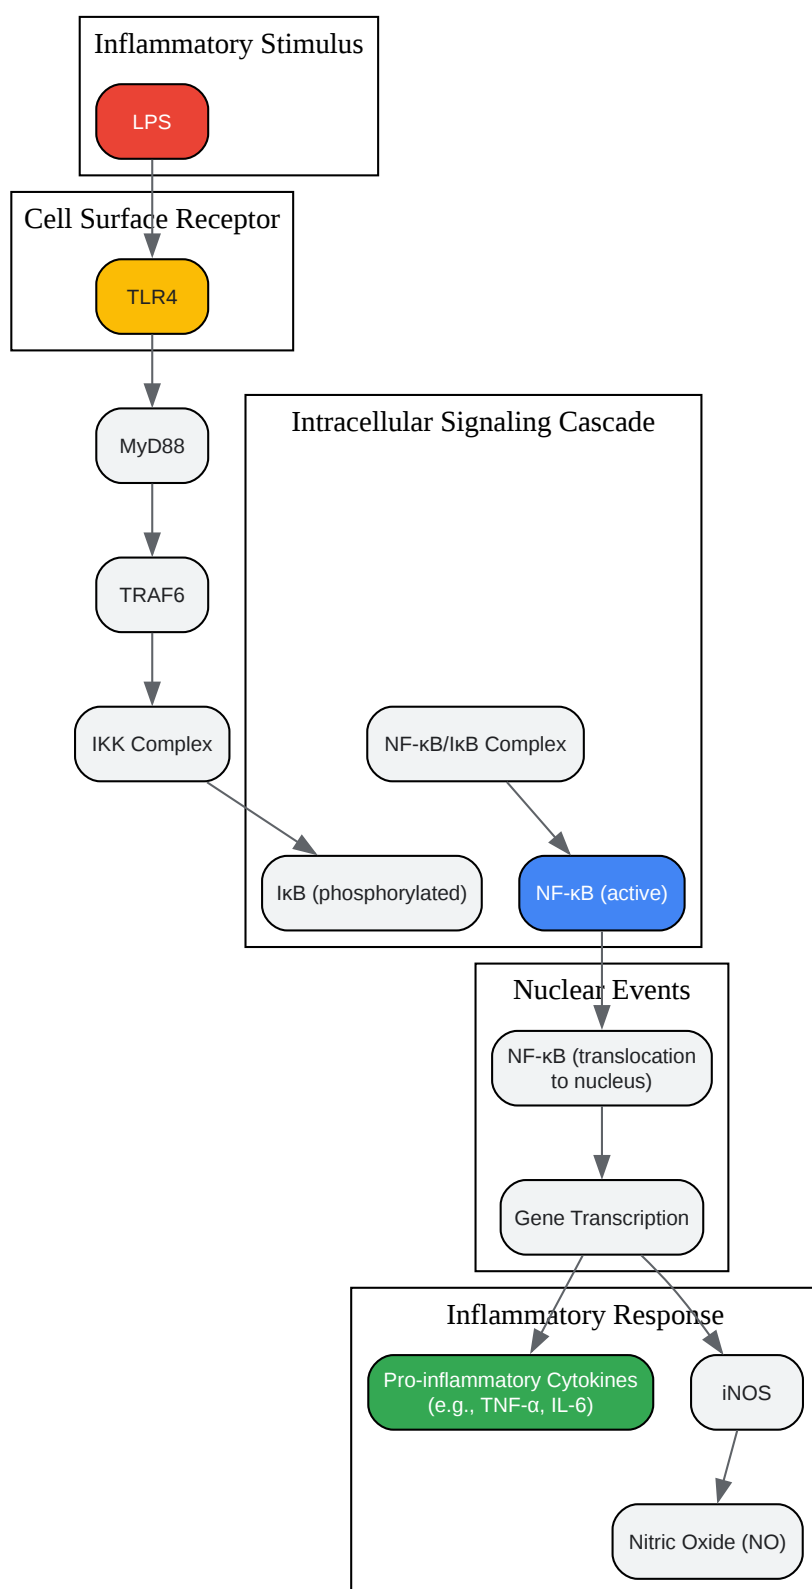 Inflammatory Stimulus
LPS
Cell Surface Receptor
TLR4
MyD88
Intracellular Signaling Cascade
TRAF6
IKK Complex
NF-κB/IκB Complex
IκB (phosphorylated)
NF-κB (active)
Nuclear Events
NF-κB (translocation
to nucleus)
Gene Transcription
Inflammatory Response
Pro-inflammatory Cytokines
(e.g., TNF-α, IL-6)
iNOS
Nitric Oxide (NO)